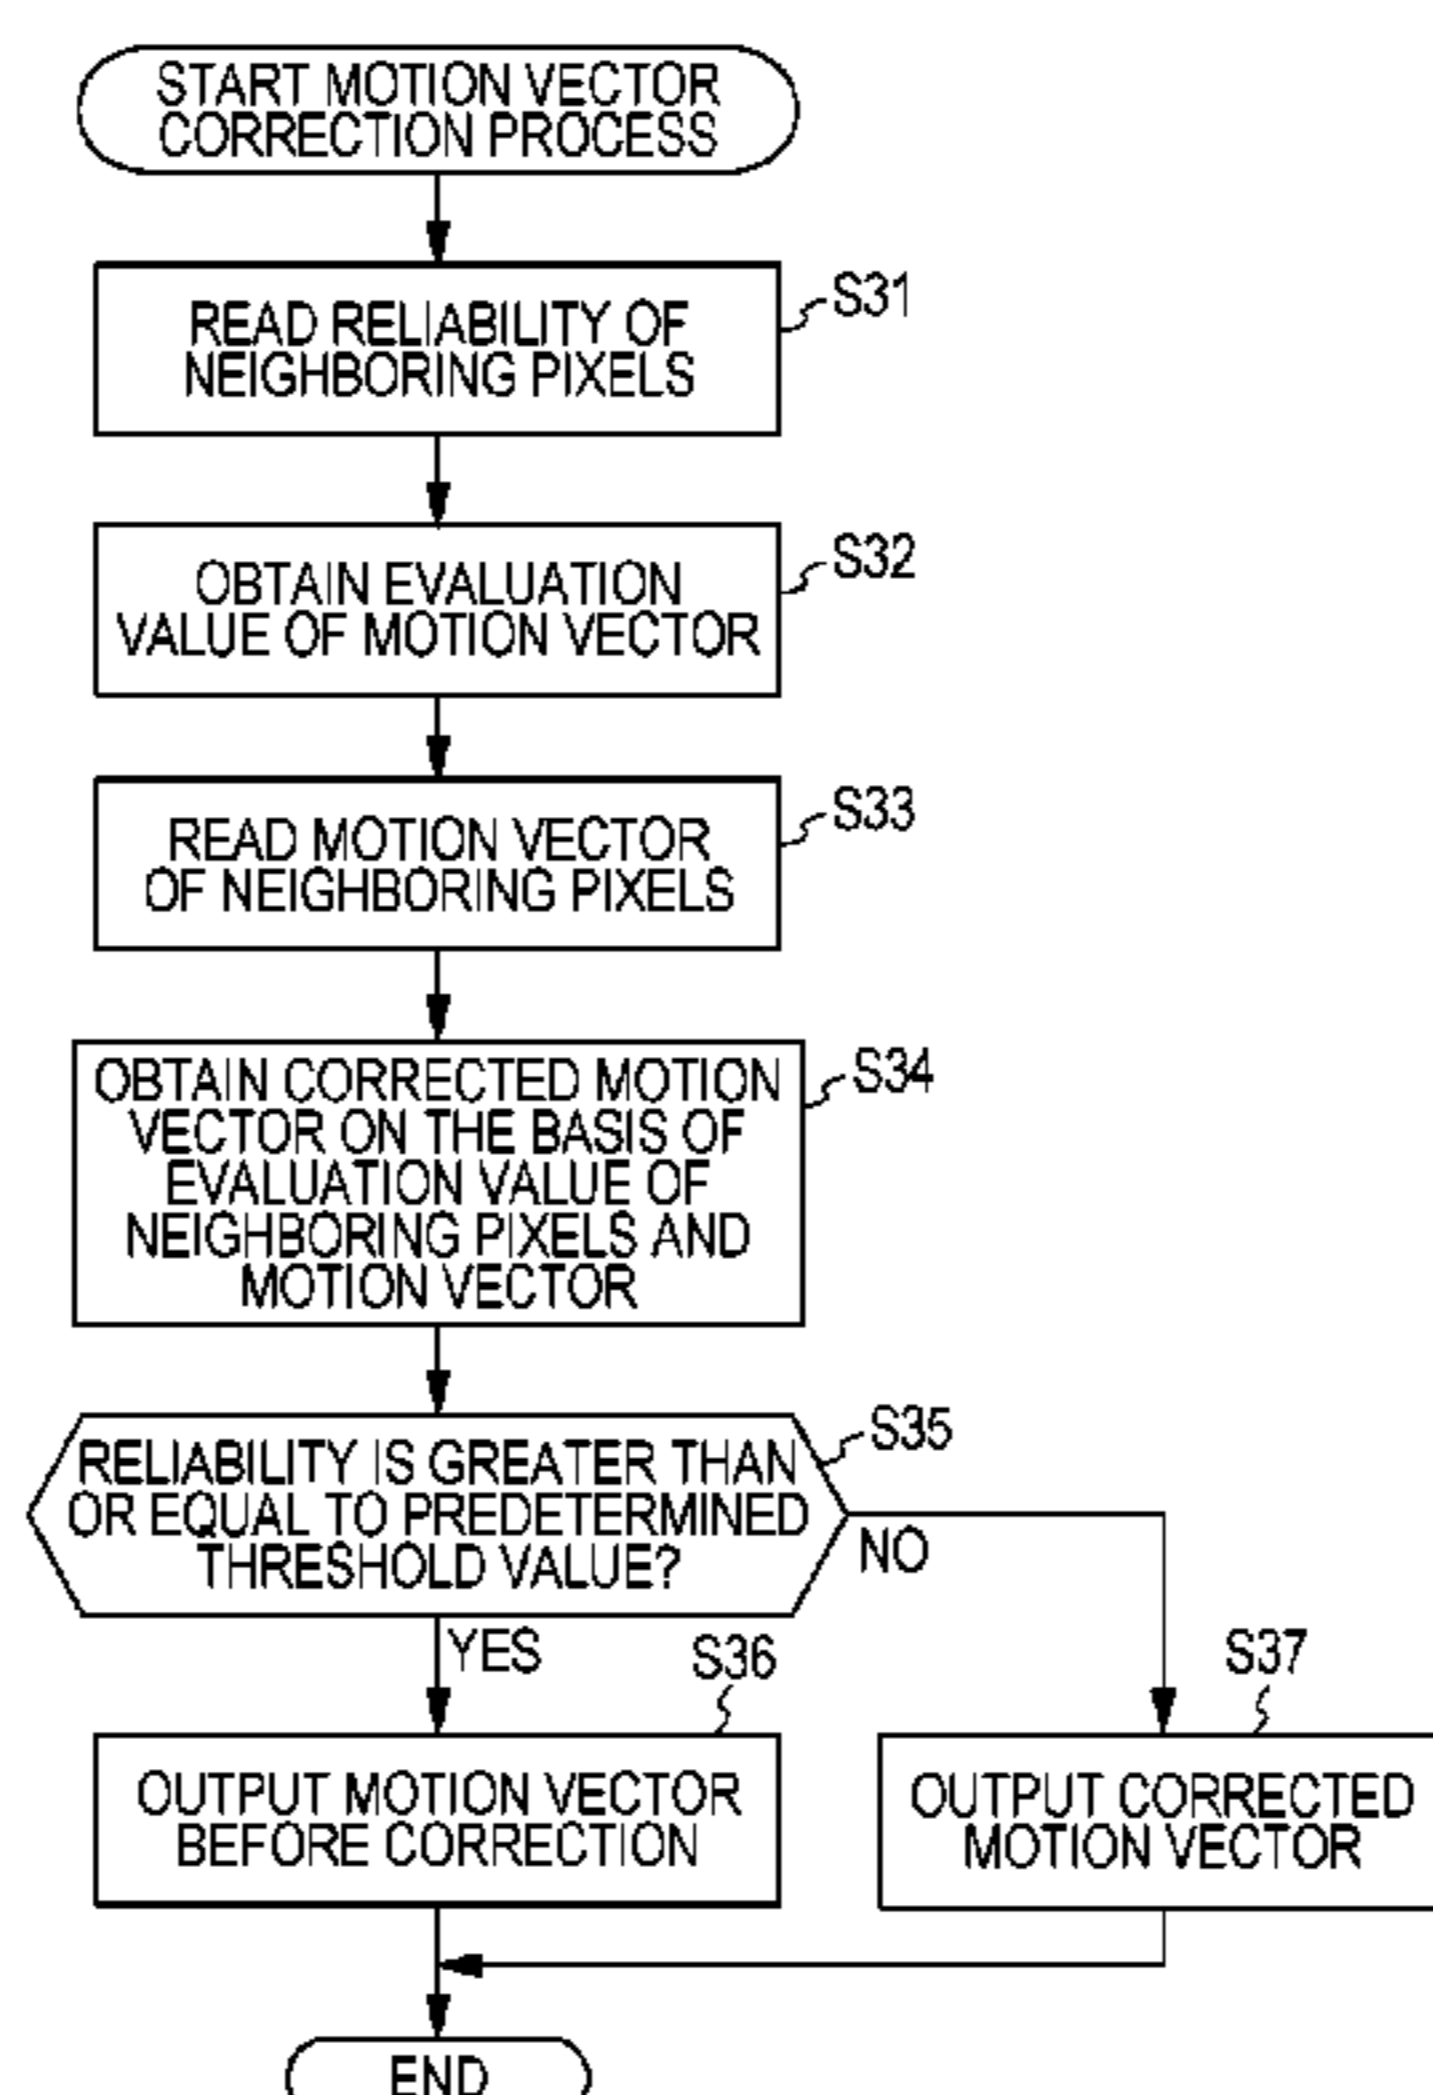 START MOTION VECTOR
CORRECTION PROCESS
S31
READ RELIABILITY OF
NEIGHBORING PIXELS
S32
OBTAIN EVALUATION
VALUE OF MOTION VECTOR
S33
READ MOTION VECTOR
OF NEIGHBORING PIXELS
S34
OBTAIN CORRECTED MOTION
VECTOR ON THE BASIS OF
EVALUATION VALUE OF
NEIGHBORING PIXELS AND
MOTION VECTOR
S35
RELIABILITY IS GREATER THAN
OR EQUAL TO PREDETERMINED
THRESHOLD VALUE?
NO
YES
S36
S37
OUTPUT MOTION VECTOR
BEFORE CORRECTION
OUTPUT CORRECTED
MOTION VECTOR
END